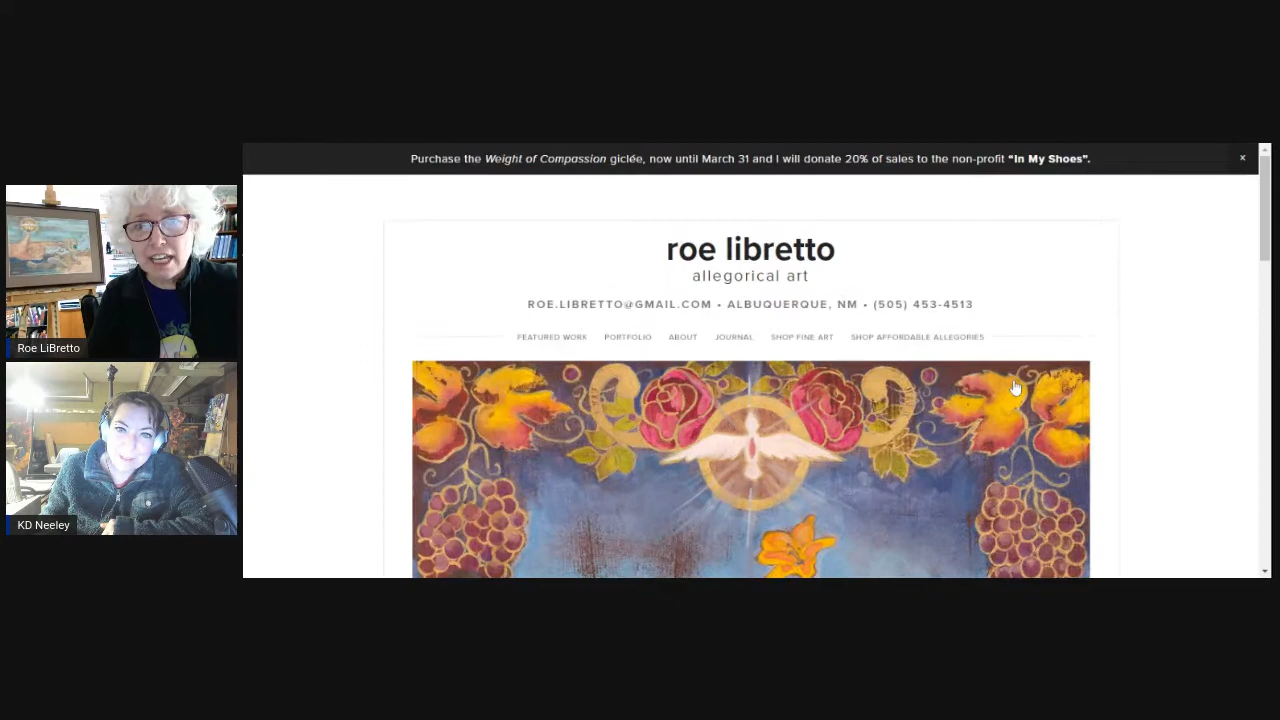 Purchase the Weight of Compassion giclée, now until March 31 and I will donate 20% of sales to the non-profit “In My Shoes”.
×
roe libretto
allegorical art
ROE.LIBRETTO@GMAIL.COM • ALBUQUERQUE, NM • (505) 453-4513
FEATURED WORK PORTFOLIO ABOUT JOURNAL SHOP FINE ART SHOP AFFORDABLE ALLEGORIES
Roe LiBretto
KD Neeley